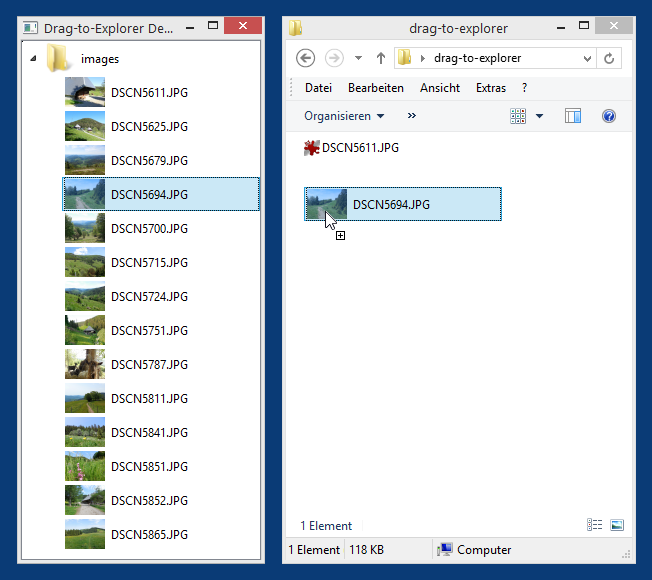 Drag-to-Explorer De...
images
DSCN5611.JPG
DSCN5625.JPG
DSCN5679.JPG
DSCN5694.JPG
DSCN5700.JPG
DSCN5715.JPG
DSCN5724.JPG
DSCN5751.JPG
DSCN5787.JPG
DSCN5811.JPG
DSCN5841.JPG
DSCN5851.JPG
DSCN5852.JPG
DSCN5865.JPG
drag-to-explorer
drag-to-explorer
Datei Bearbeiten Ansicht Extras ?
Organisieren »
DSCN5611.JPG
DSCN5694.JPG
1 Element
1 Element 118 KB Computer